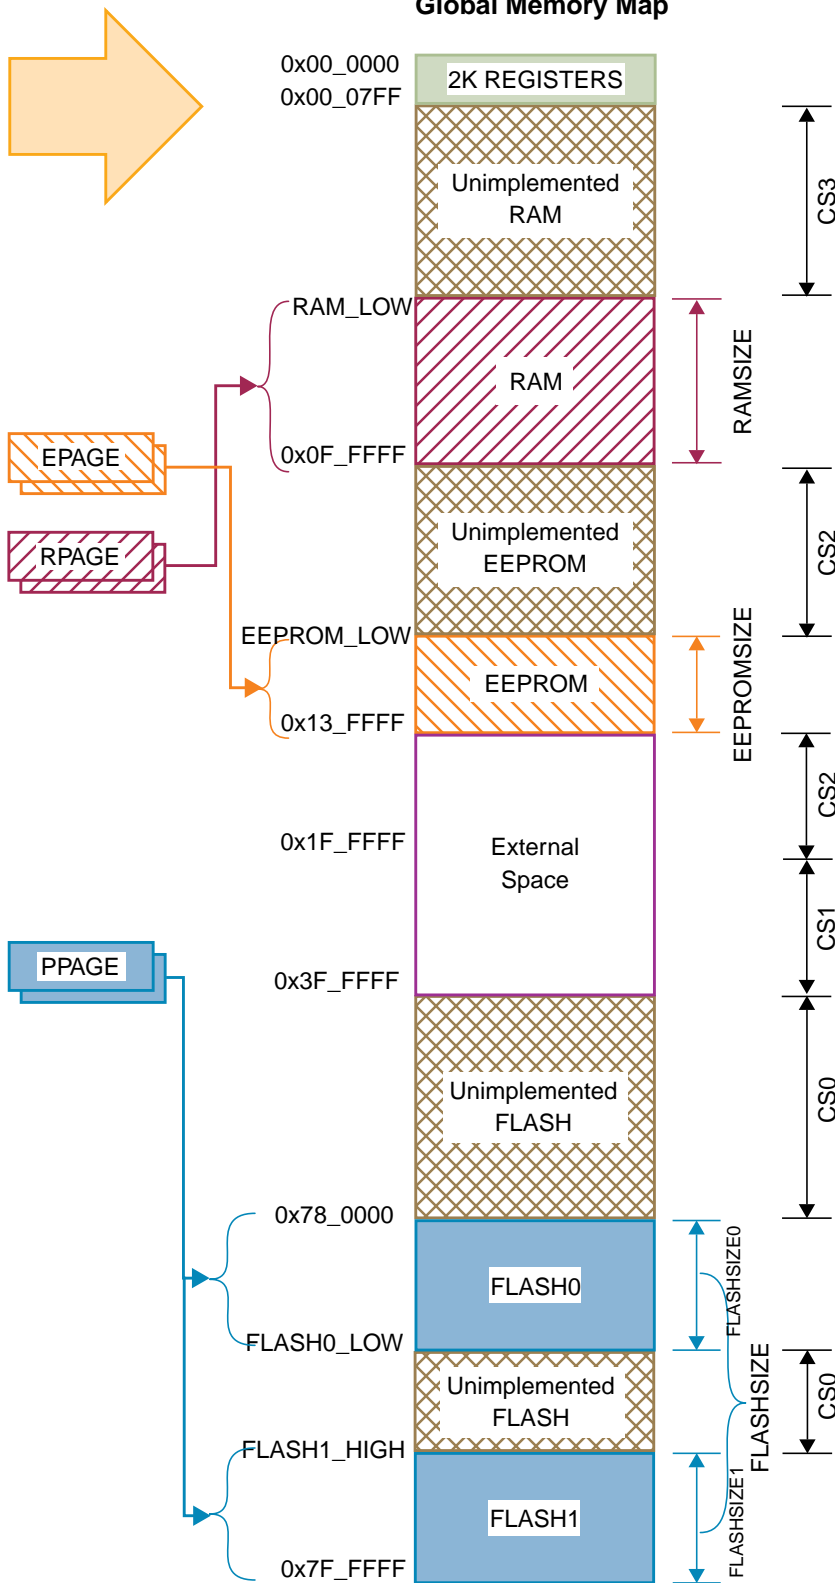 Global Memory Map
0x00_0000
2K REGISTERS
0x00_07FF
Unimplemented
RAM
CS3
RAM_LOW
RAM
RAMSIZE
0x0F_FFFF
EPAGE
RPAGE
Unimplemented
EEPROM
CS2
EEPROM_LOW
EEPROM
EEPROMSIZE
0x13_FFFF
CS2
0x1F_FFFF
External
Space
CS1
PPAGE
0x3F_FFFF
Unimplemented
FLASH
CS0
0x78_0000
FLASH0
FLASHSIZE0
FLASH0_LOW
Unimplemented
FLASH
FLASHSIZE
CS0
FLASH1_HIGH
FLASH1
FLASHSIZE1
0x7F_FFFF